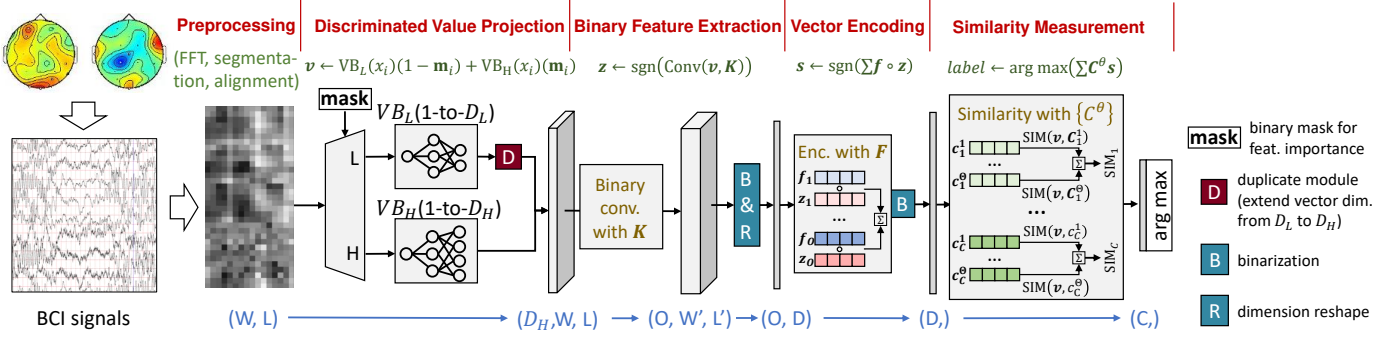 Preprocessing
Discriminated Value Projection
Binary Feature Extraction
Vector Encoding
Similarity Measurement
(FFT, segmenta-
tion, alignment)
𝒗 ← VB_L(x_i)(1 − m_i) + VB_H(x_i)(m_i)
𝒛 ← sgn(Conv(𝒗, 𝑲))
𝒔 ← sgn(∑𝒇 ∘ 𝒛)
label ← arg max(∑𝑪^θ 𝒔)
mask
VB_L(1-to-D_L)
L
D
VB_H(1-to-D_H)
H
Binary
conv.
with K
B
&
R
Enc. with F
f_1
z_1
...
f_O
z_O
Σ
B
Similarity with {C^θ}
c_1^1
SIM(v, C_1^1)
...
c_1^Θ
SIM(v, C_1^Θ)
Σ
SIM_1
...
c_C^1
SIM(v, c_C^1)
...
c_C^Θ
SIM(v, c_C^Θ)
Σ
SIM_C
arg max
mask
binary mask for
feat. importance
D
duplicate module
(extend vector dim.
from D_L to D_H)
B
binarization
R
dimension reshape
BCI signals
(W, L)
(D_H,W, L)
(O, W', L')
(O, D)
(D,)
(C,)